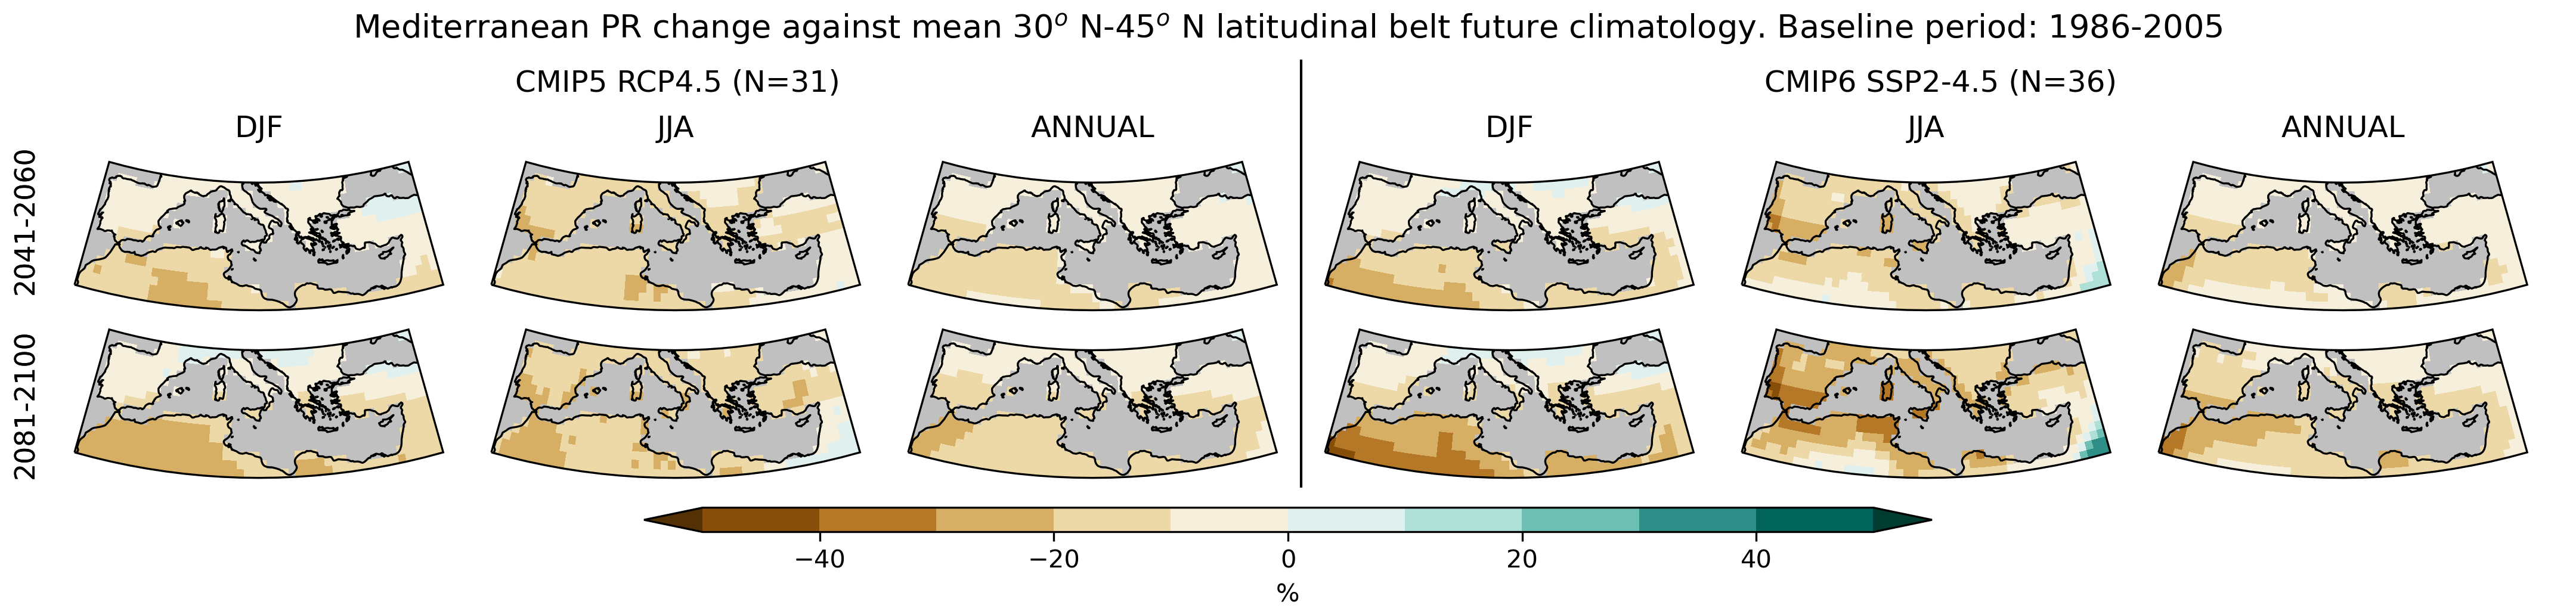 Mediterranean PR change against mean 30° N-45° N latitudinal belt future climatology. Baseline period: 1986-2005
CMIP5 RCP4.5 (N=31)
CMIP6 SSP2-4.5 (N=36)
DJF
JJA
ANNUAL
DJF
JJA
ANNUAL
2041-2060
2081-2100
−40
−20
0
20
40
%